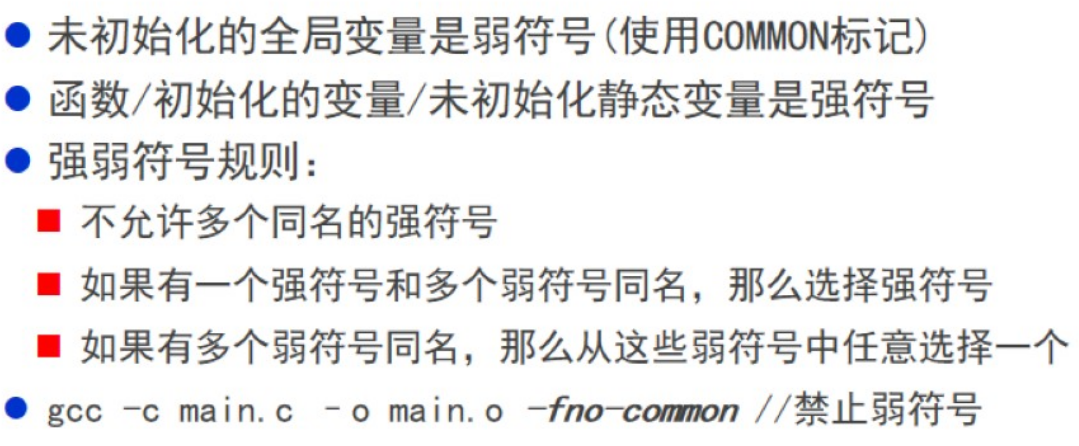 未初始化的全局变量是弱符号(使用COMMON标记)
函数/初始化的变量/未初始化静态变量是强符号
强弱符号规则：
不允许多个同名的强符号
如果有一个强符号和多个弱符号同名，那么选择强符号
如果有多个弱符号同名，那么从这些弱符号中任意选择一个
gcc -c main.c –o main.o -fno-common //禁止弱符号